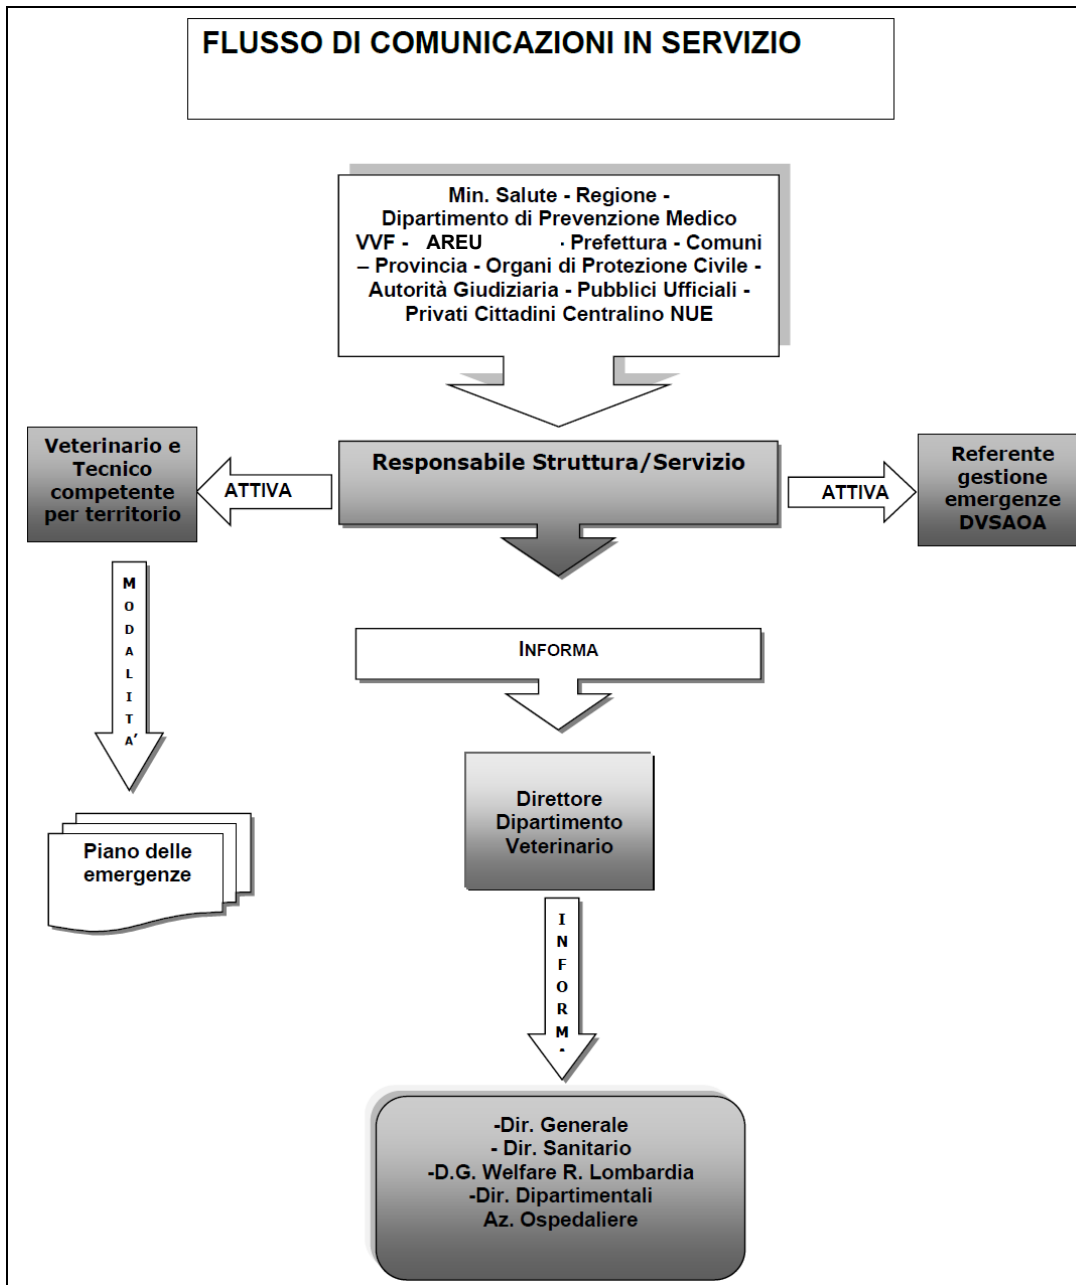 FLUSSO DI COMUNICAZIONI IN SERVIZIO
Min. Salute - Regione -
Dipartimento di Prevenzione Medico
VVF - AREU - Prefettura - Comuni
– Provincia - Organi di Protezione Civile -
Autorità Giudiziaria - Pubblici Ufficiali -
Privati Cittadini Centralino NUE
Veterinario e
Tecnico
competente
per territorio
ATTIVA
Responsabile Struttura/Servizio
ATTIVA
Referente
gestione
emergenze
DVSAOA
M
O
D
A
L
I
T
A'
INFORMA
Piano delle
emergenze
Direttore
Dipartimento
Veterinario
I
N
F
O
R
M
-Dir. Generale
- Dir. Sanitario
-D.G. Welfare R. Lombardia
-Dir. Dipartimentali
Az. Ospedaliere